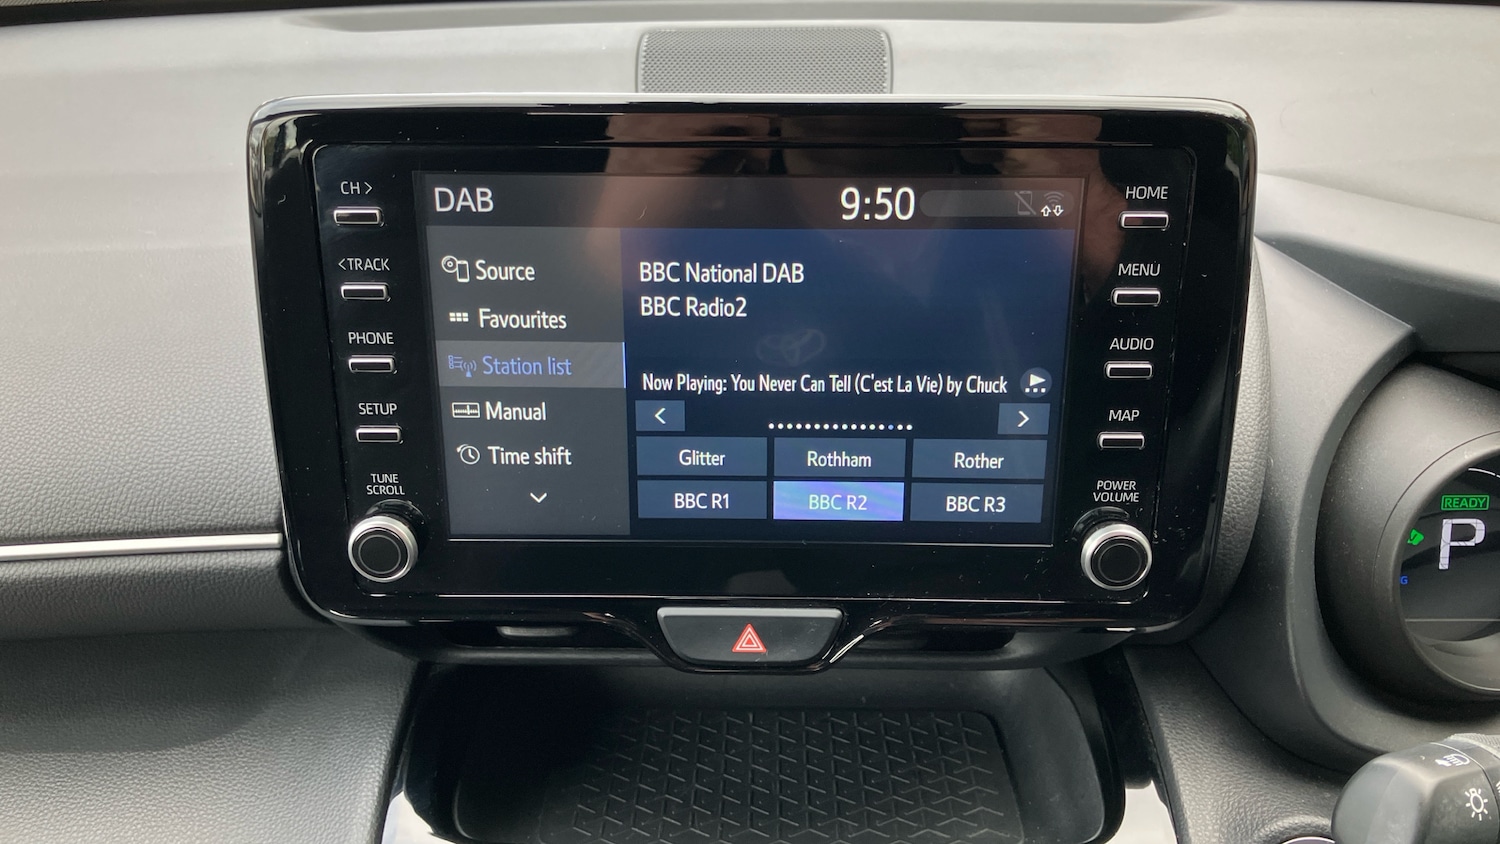 CH >
<TRACK
PHONE
SETUP
TUNE
SCROLL
DAB
9:50
Source
Favourites
Station list
Manual
Time shift
BBC National DAB
BBC Radio2
Now Playing: You Never Can Tell (C'est La Vie) by Chuck
Glitter
Rothham
Rother
BBC R1
BBC R2
BBC R3
HOME
MENU
AUDIO
MAP
POWER
VOLUME
READY
P